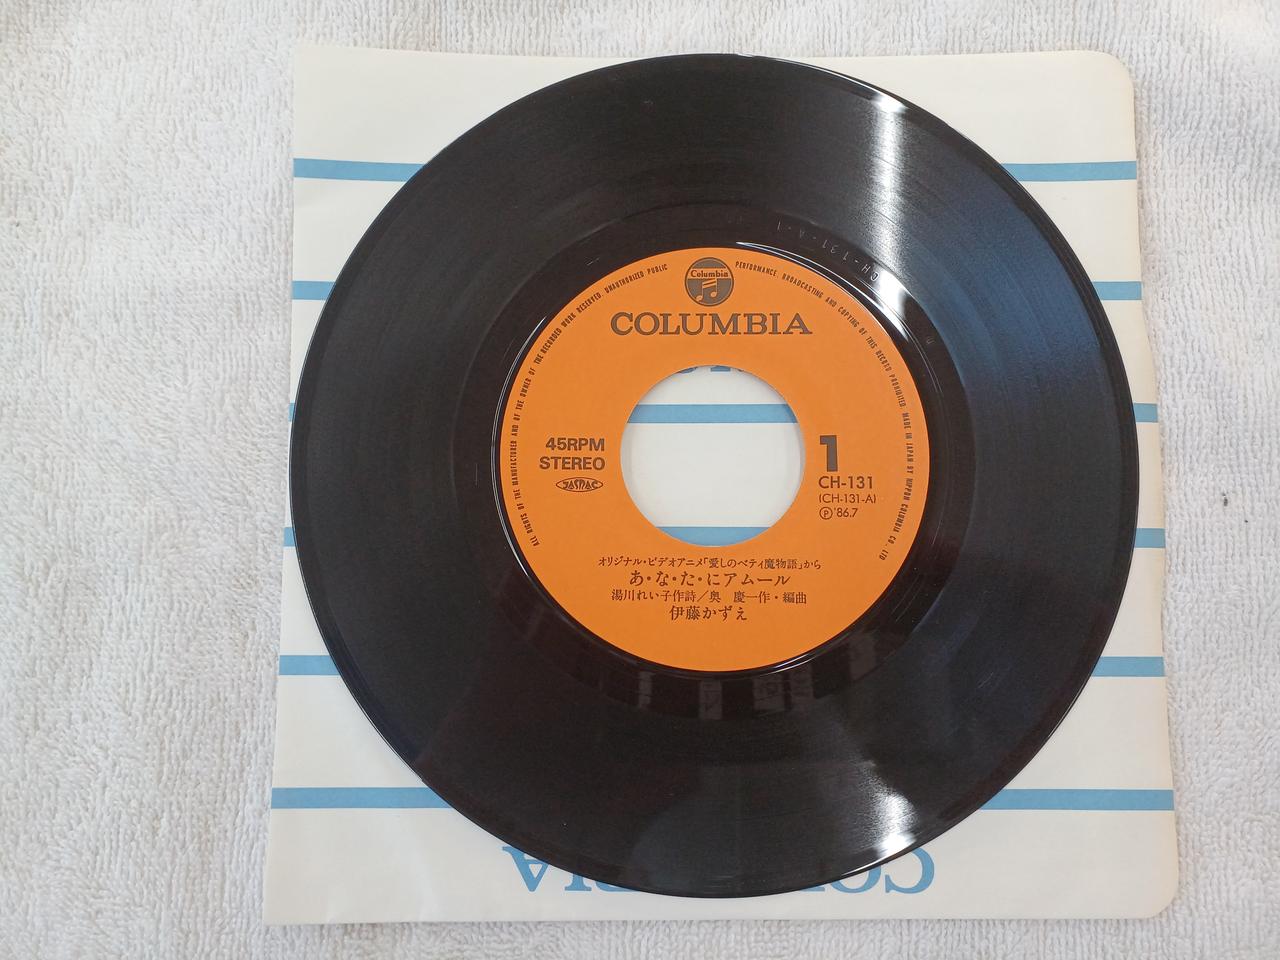 Columbia
COLUMBIA
ALL RIGHTS OF THE MANUFACTURER AND OF THE OWNER OF THE RECORDED WORK RESERVED. UNAUTHORIZED PUBLIC PERFORMANCE, BROADCASTING AND COPYING OF THIS RECORD PROHIBITED. MADE IN JAPAN BY NIPPON COLUMBIA CO., LTD
45RPM
STEREO
JASRAC
1
CH-131
(CH-131-A)
Ⓟ'86.7
オリジナル・ビデオアニメ「愛しのベティ魔物語」から
あ・な・た・にアムール
湯川れい子作詩／奥 慶一作・編曲
伊藤かずえ
CH-131-A-1